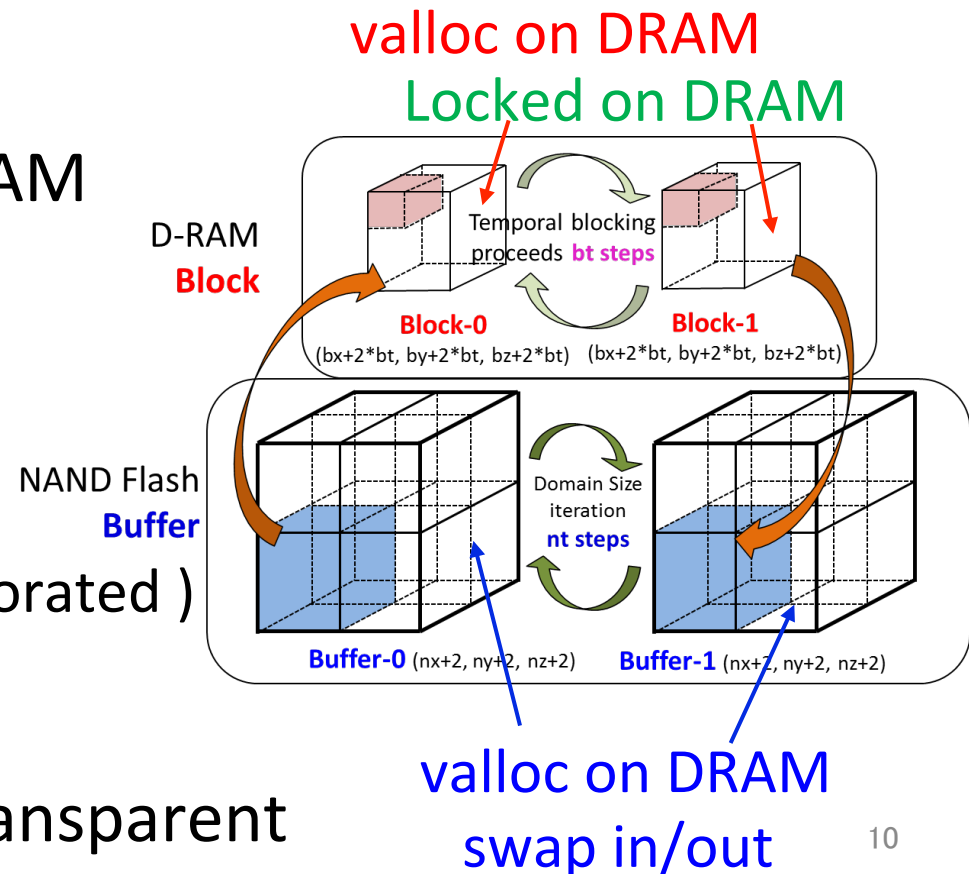 valloc on DRAM
Locked on DRAM
AM
D-RAM
Block
Temporal blocking
proceeds bt steps
Block-0
Block-1
(bx+2*bt, by+2*bt, bz+2*bt)
(bx+2*bt, by+2*bt, bz+2*bt)
NAND Flash
Buffer
Domain Size
iteration
nt steps
orated )
Buffer-0 (nx+2, ny+2, nz+2)
Buffer-1 (nx+2, ny+2, nz+2)
valloc on DRAM
ansparent
swap in/out
10